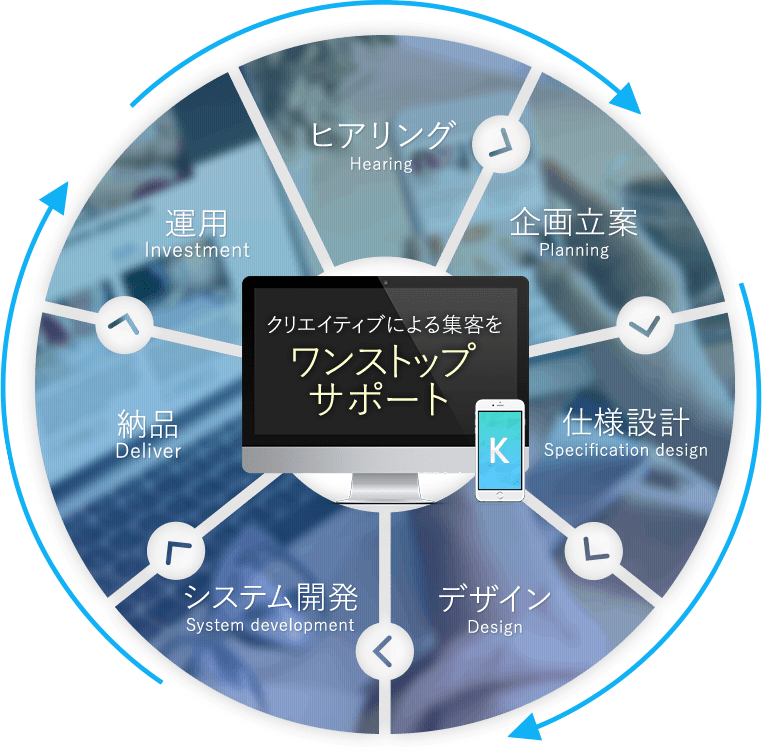 ヒアリング
Hearing
企画立案
Planning
仕様設計
Specification design
デザイン
Design
システム開発
System development
納品
Deliver
運用
Investment
クリエイティブによる集客を
ワンストップ
サポート
K